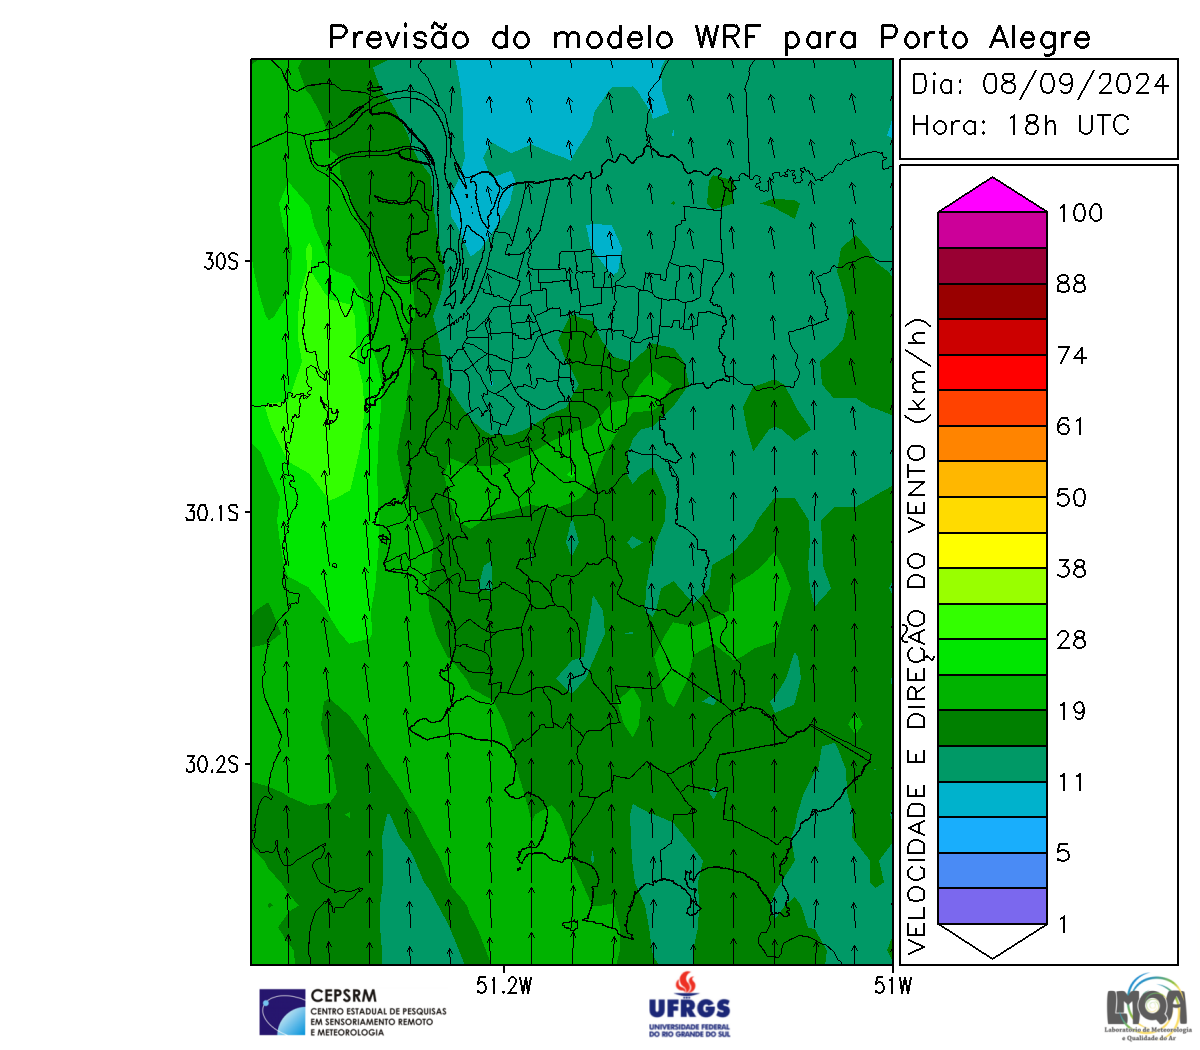 Previsão do modelo WRF para Porto Alegre
Dia: 08/09/2024
Hora: 18h UTC
30S
30.1S
30.2S
51.2W
51W
VELOCIDADE E DIREÇÃO DO VENTO (km/h)
100
88
74
61
50
38
28
19
11
5
1
CEPSRM
CENTRO ESTADUAL DE PESQUISAS
EM SENSORIAMENTO REMOTO
E METEOROLOGIA
UFRGS
UNIVERSIDADE FEDERAL
DO RIO GRANDE DO SUL
LMQA
Laboratório de Meteorologia
e Qualidade do Ar